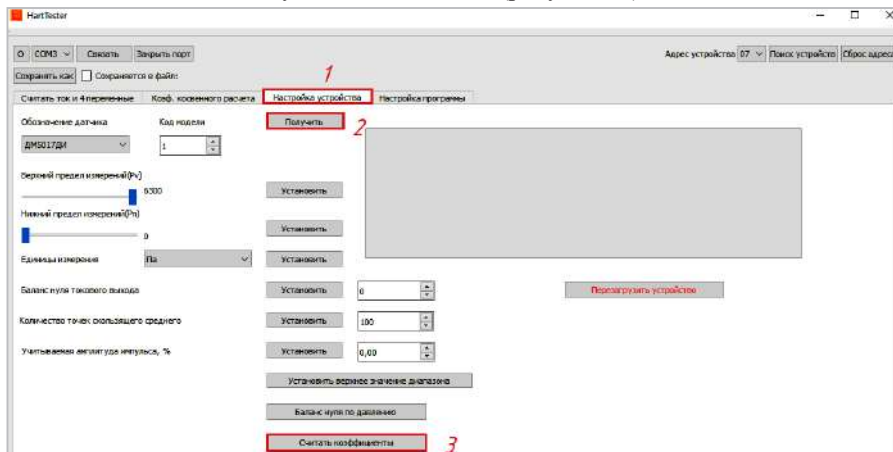 HartTester
О COM3 Связать Закрыть порт Адрес устройства 07 Поиск устройств Сброс адреса
Сохранять как Сохраняется в файл:
1
Считать ток и 4 переменные Коэф. косвенного расчета Настройка устройства Настройка программы
Обозначение датчика Код модели Получить 2
ДМ5017ДИ 1
Верхний предел измерений(Pv)
6300 Установить
Нижний предел измерений(Pn)
0 Установить
Единицы измерения Па Установить
Баланс нуля токового выхода Установить 0 Перезагрузить устройство
Количество точек скользящего среднего Установить 100
Учитываемая амплитуда импульса, % Установить 0,00
Установить верхнее значение диапазона
Баланс нуля по давлению
Считать коэффициенты 3